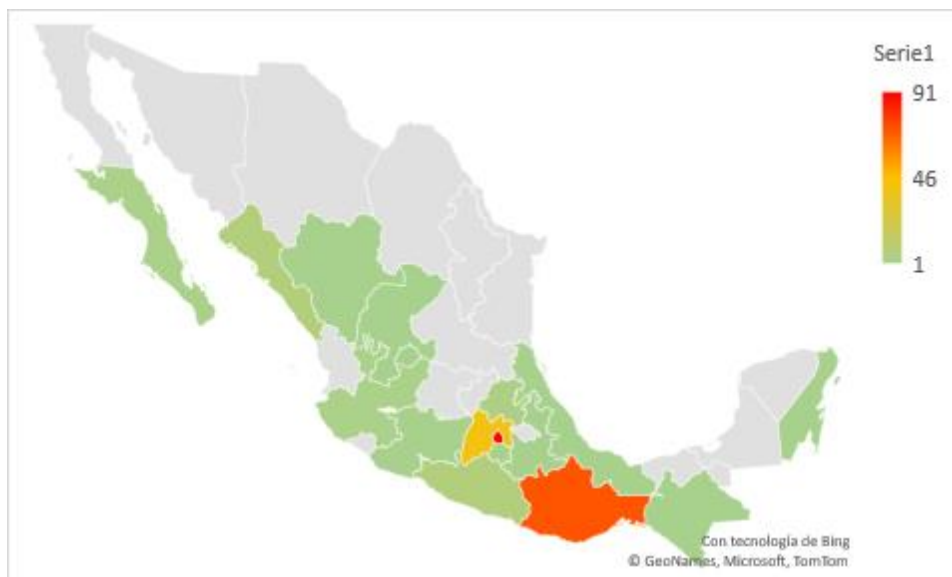 Serie1
91
46
1
Con tecnología de Bing
© GeoNames, Microsoft, TomTom